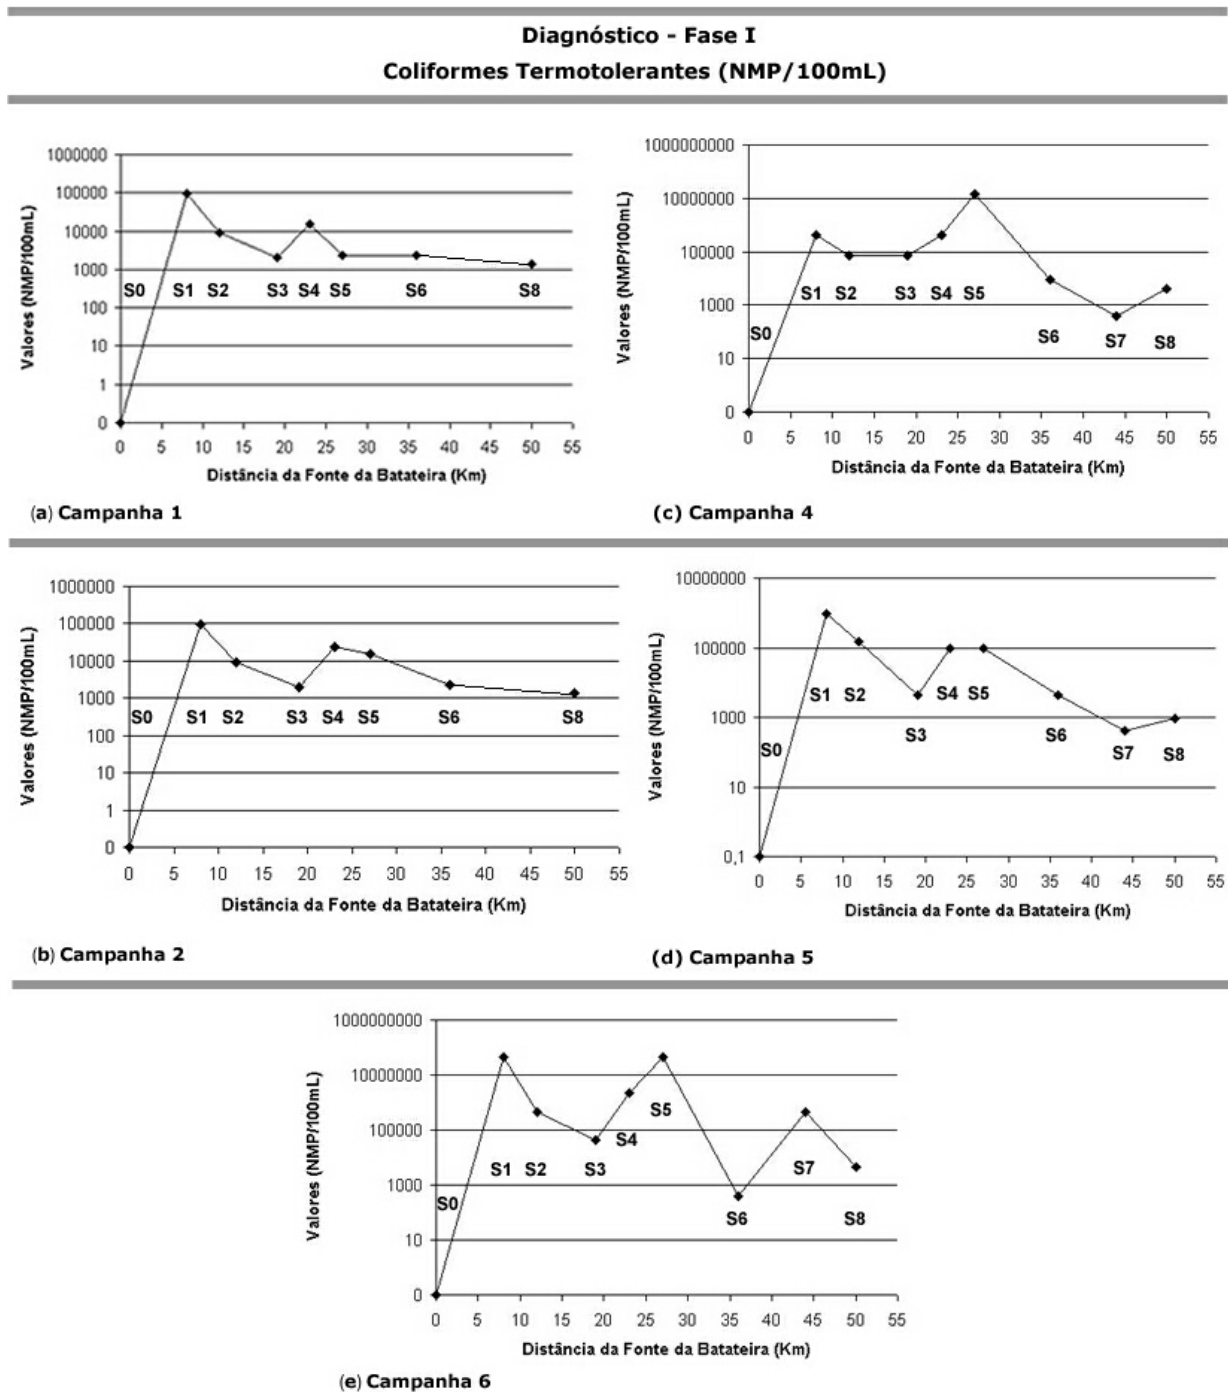 Diagnóstico - Fase I
Coliformes Termotolerantes (NMP/100mL)
Valores (NMP/100mL)
1000000
100000
10000
1000
100
10
1
0
S0 S1 S2 S3 S4 S5 S6 S8
0 5 10 15 20 25 30 35 40 45 50 55
Distância da Fonte da Batateira (Km)
(a) Campanha 1
Valores (NMP/100mL)
1000000000
10000000
100000
1000
10
0
S0 S1 S2 S3 S4 S5 S6 S7 S8
0 5 10 15 20 25 30 35 40 45 50 55
Distância da Fonte da Batateira (Km)
(c) Campanha 4
Valores (NMP/100mL)
1000000
100000
10000
1000
100
10
1
0
S0 S1 S2 S3 S4 S5 S6 S8
0 5 10 15 20 25 30 35 40 45 50 55
Distância da Fonte da Batateira (Km)
(b) Campanha 2
Valores (NMP/100mL)
10000000
100000
1000
10
0,1
S0 S1 S2 S3 S4 S5 S6 S7 S8
0 5 10 15 20 25 30 35 40 45 50 55
Distância da Fonte da Batateira (Km)
(d) Campanha 5
Valores (NMP/100mL)
1000000000
10000000
100000
1000
10
0
S0 S1 S2 S3 S4 S5 S6 S7 S8
0 5 10 15 20 25 30 35 40 45 50 55
Distância da Fonte da Batateira (Km)
(e) Campanha 6